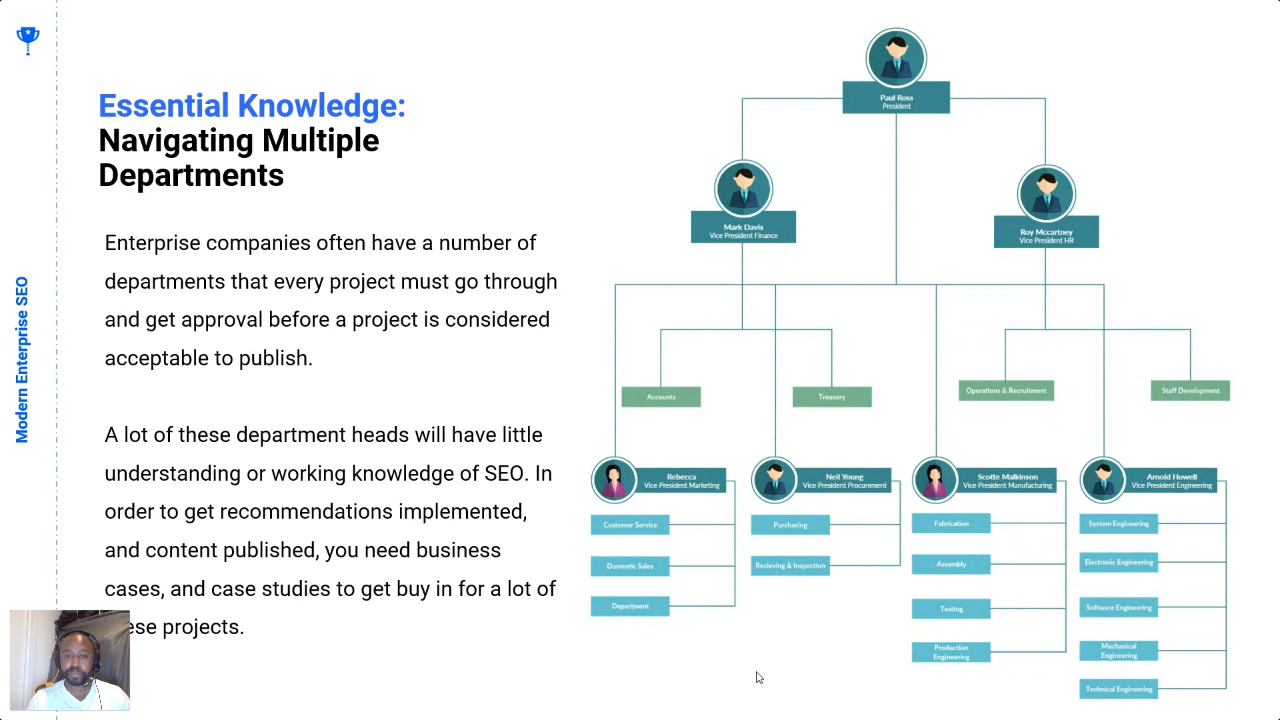 Modern Enterprise SEO
Essential Knowledge:
Navigating Multiple
Departments
Enterprise companies often have a number of
departments that every project must go through
and get approval before a project is considered
acceptable to publish.
A lot of these department heads will have little
understanding or working knowledge of SEO. In
order to get recommendations implemented,
and content published, you need business
cases, and case studies to get buy in for a lot of
ese projects.
Paul Ross
President
Mark Davis
Vice President Finance
Roy Mccartney
Vice President HR
Accounts
Treasury
Operations & Recruitment
Staff Development
Rebecca
Vice President Marketing
Customer Service
Domestic Sales
Department
Neil Young
Vice President Procurement
Purchasing
Recieving & Inspection
Scotte Malkinson
Vice President Manufacturing
Fabrication
Assembly
Testing
Production
Engineering
Arnold Howell
Vice President Engineering
System Engineering
Electronic Engineering
Software Engineering
Mechanical
Engineering
Technical Engineering